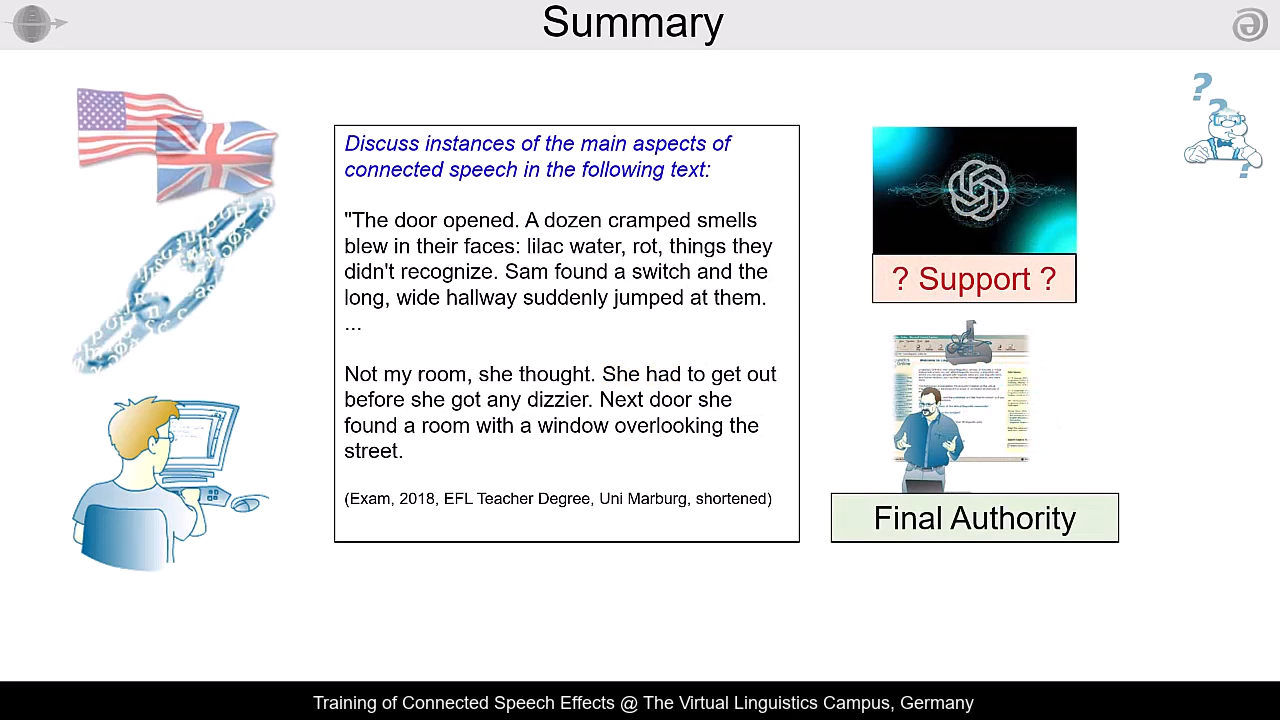 Summary
Discuss instances of the main aspects of
connected speech in the following text:
"The door opened. A dozen cramped smells
blew in their faces: lilac water, rot, things they
didn't recognize. Sam found a switch and the
long, wide hallway suddenly jumped at them.
...
Not my room, she thought. She had to get out
before she got any dizzier. Next door she
found a room with a window overlooking the
street.
(Exam, 2018, EFL Teacher Degree, Uni Marburg, shortened)
? Support ?
Final Authority
Training of Connected Speech Effects @ The Virtual Linguistics Campus, Germany